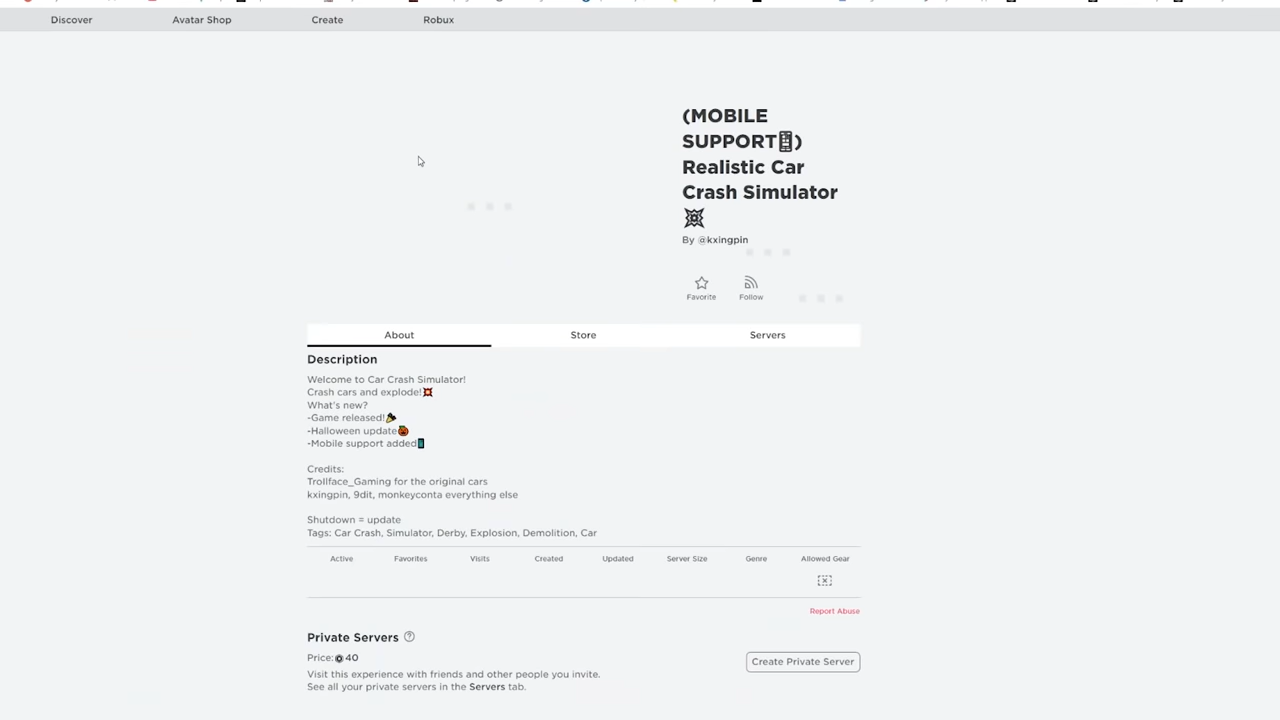 Discover Avatar Shop Create Robux
(MOBILE
SUPPORT📱)
Realistic Car
Crash Simulator
💥
By @kxingpin
Favorite Follow
About Store Servers
Description
Welcome to Car Crash Simulator!
Crash cars and explode!💥
What's new?
-Game released!🎉
-Halloween update🎃
-Mobile support added📱
Credits:
Trollface_Gaming for the original cars
kxingpin, 9dit, monkeyconta everything else
Shutdown = update
Tags: Car Crash, Simulator, Derby, Explosion, Demolition, Car
Active Favorites Visits Created Updated Server Size Genre Allowed Gear
Report Abuse
Private Servers
Price: 40
Create Private Server
Visit this experience with friends and other people you invite.
See all your private servers in the Servers tab.